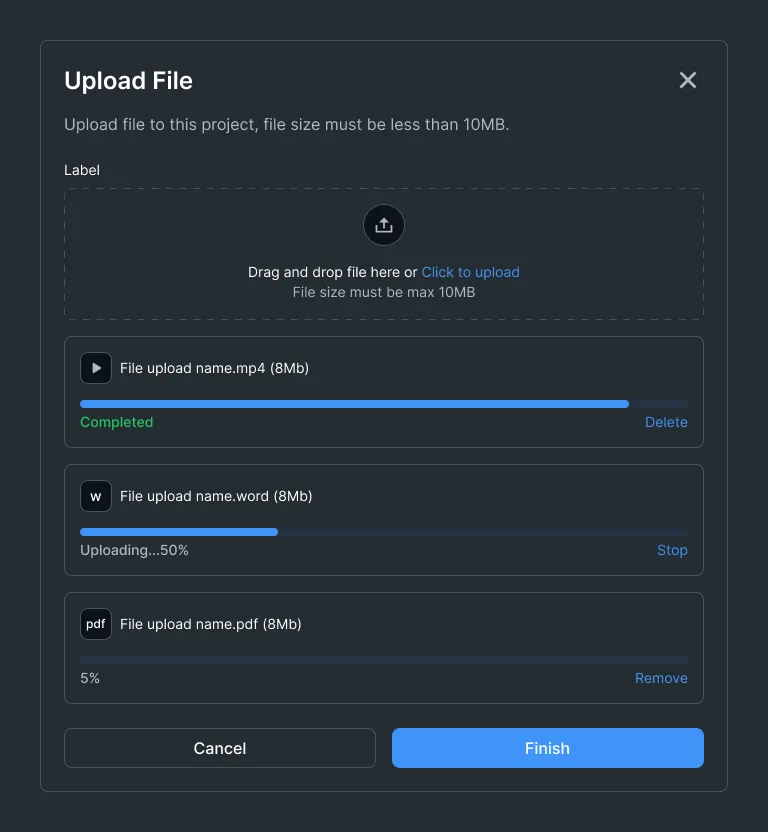 Upload File
Upload file to this project, file size must be less than 10MB.
Label
Drag and drop file here or Click to upload
File size must be max 10MB
File upload name.mp4 (8Mb)
Completed
Delete
w
File upload name.word (8Mb)
Uploading...50%
Stop
pdf
File upload name.pdf (8Mb)
5%
Remove
Cancel
Finish